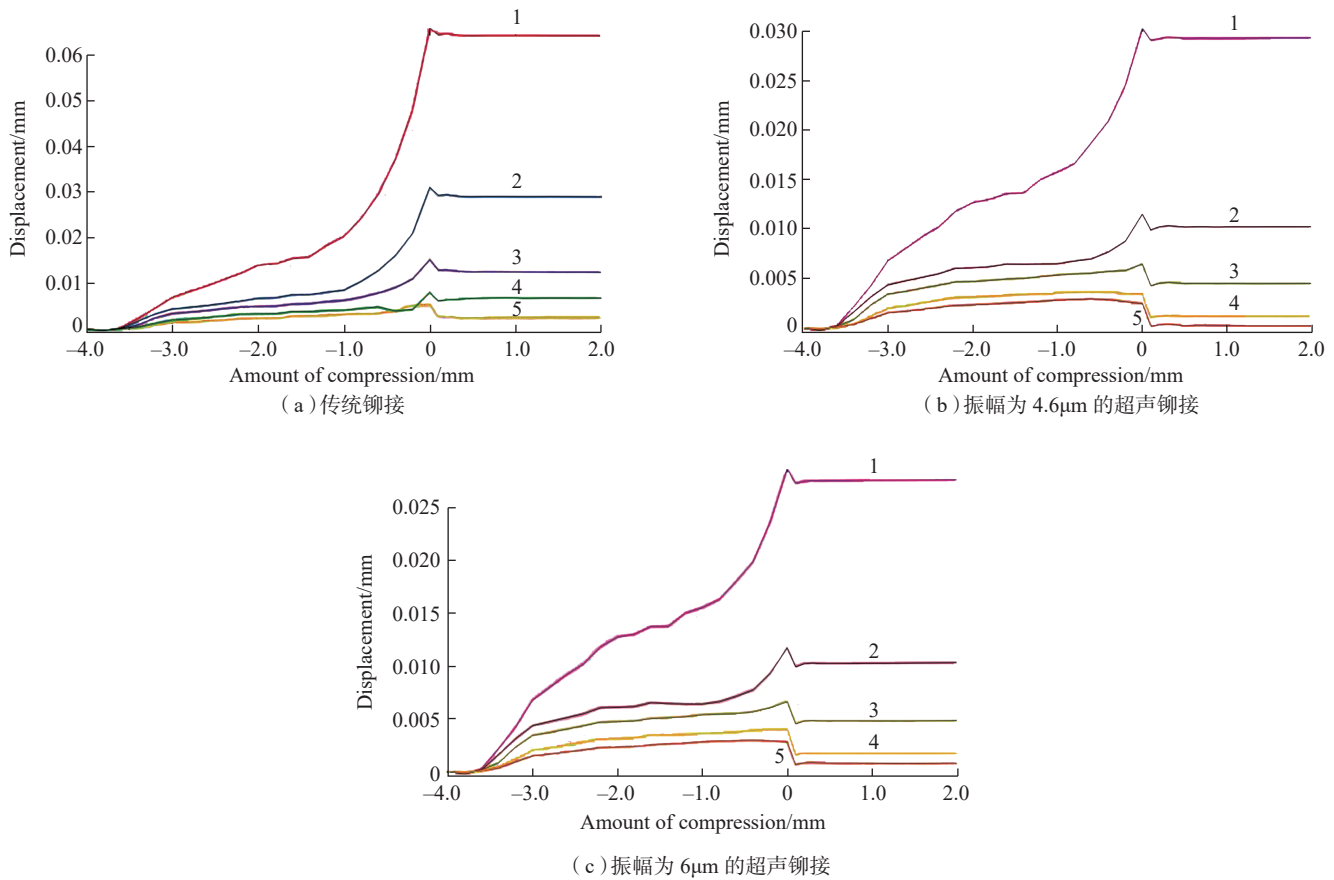 1
0.06
0.05
0.04
0.03
0.02
0.01
0
2
3
4
5
Displacement/mm
–4.0 –3.0 –2.0 –1.0 0 1.0 2.0
Amount of compression/mm
(a)传统铆接
1
0.030
0.025
0.020
0.015
0.010
0.005
0
2
3
4
5
Displacement/mm
–4.0 –3.0 –2.0 –1.0 0 1.0 2.0
Amount of compression/mm
(b)振幅为 4.6μm 的超声铆接
1
0.025
0.020
0.015
0.010
0.005
0
2
3
4
5
Displacement/mm
–4.0 –3.0 –2.0 –1.0 0 1.0 2.0
Amount of compression/mm
(c)振幅为 6μm 的超声铆接